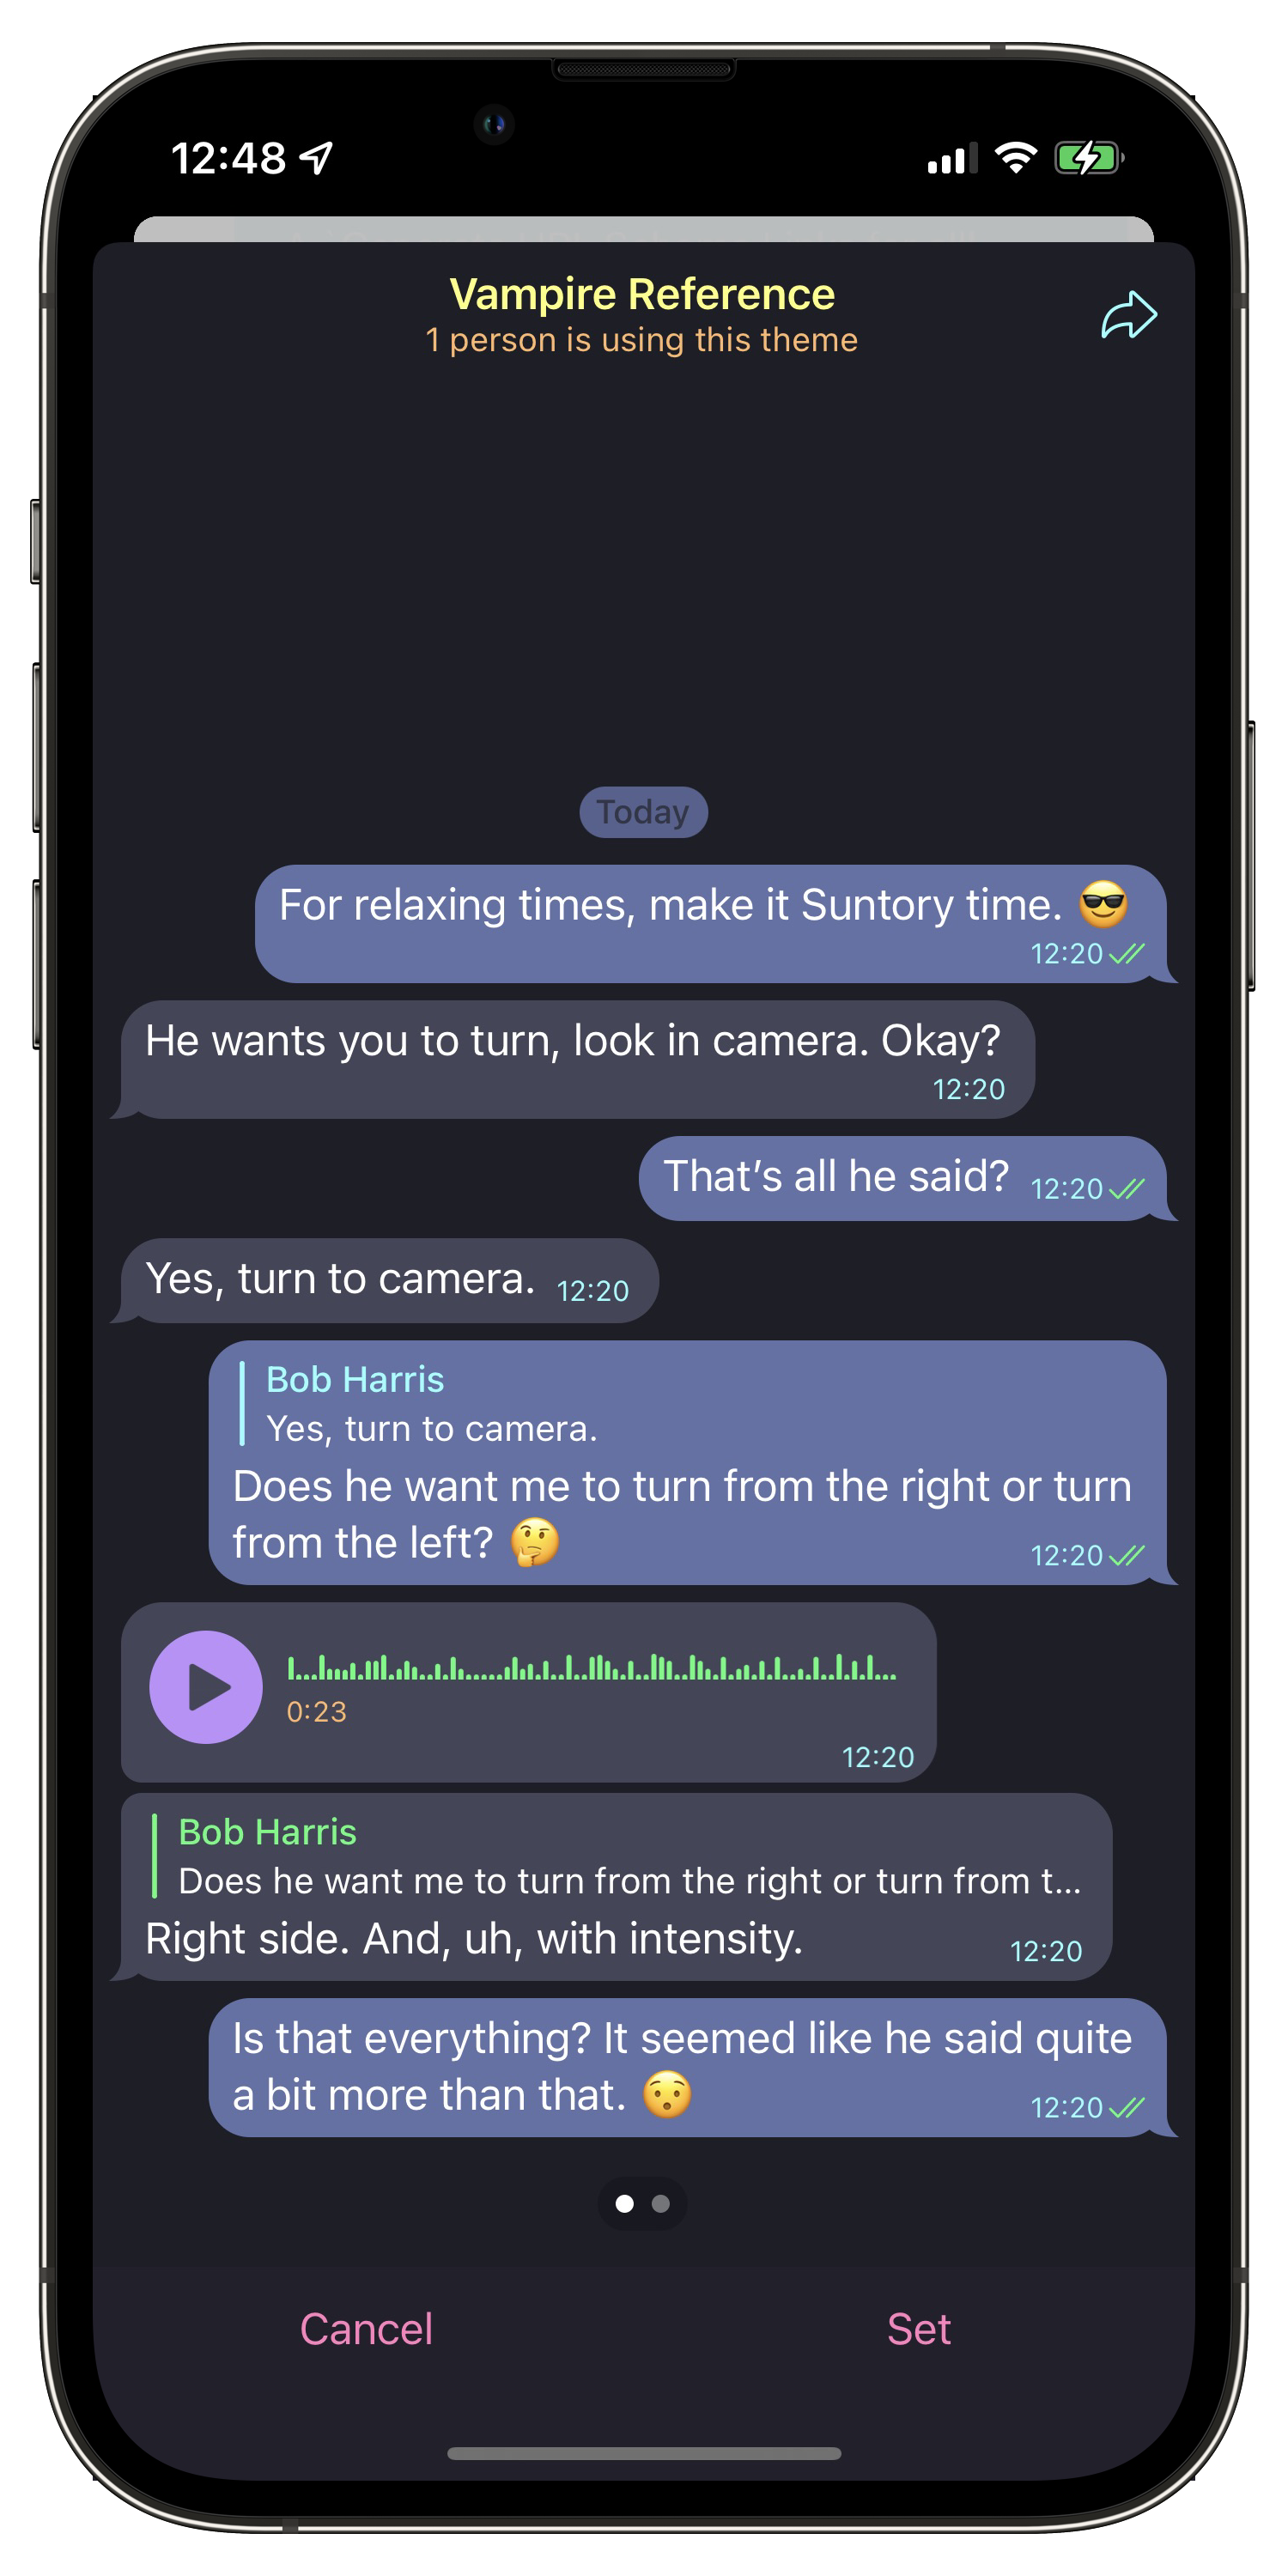 12:48
Vampire Reference
1 person is using this theme
Today
For relaxing times, make it Suntory time. 😎
12:20
He wants you to turn, look in camera. Okay?
12:20
That’s all he said? 12:20
Yes, turn to camera. 12:20
Bob Harris
Yes, turn to camera.
Does he want me to turn from the right or turn
from the left? 🤔 12:20
0:23
12:20
Bob Harris
Does he want me to turn from the right or turn from t...
Right side. And, uh, with intensity. 12:20
Is that everything? It seemed like he said quite
a bit more than that. 😯 12:20
Cancel Set